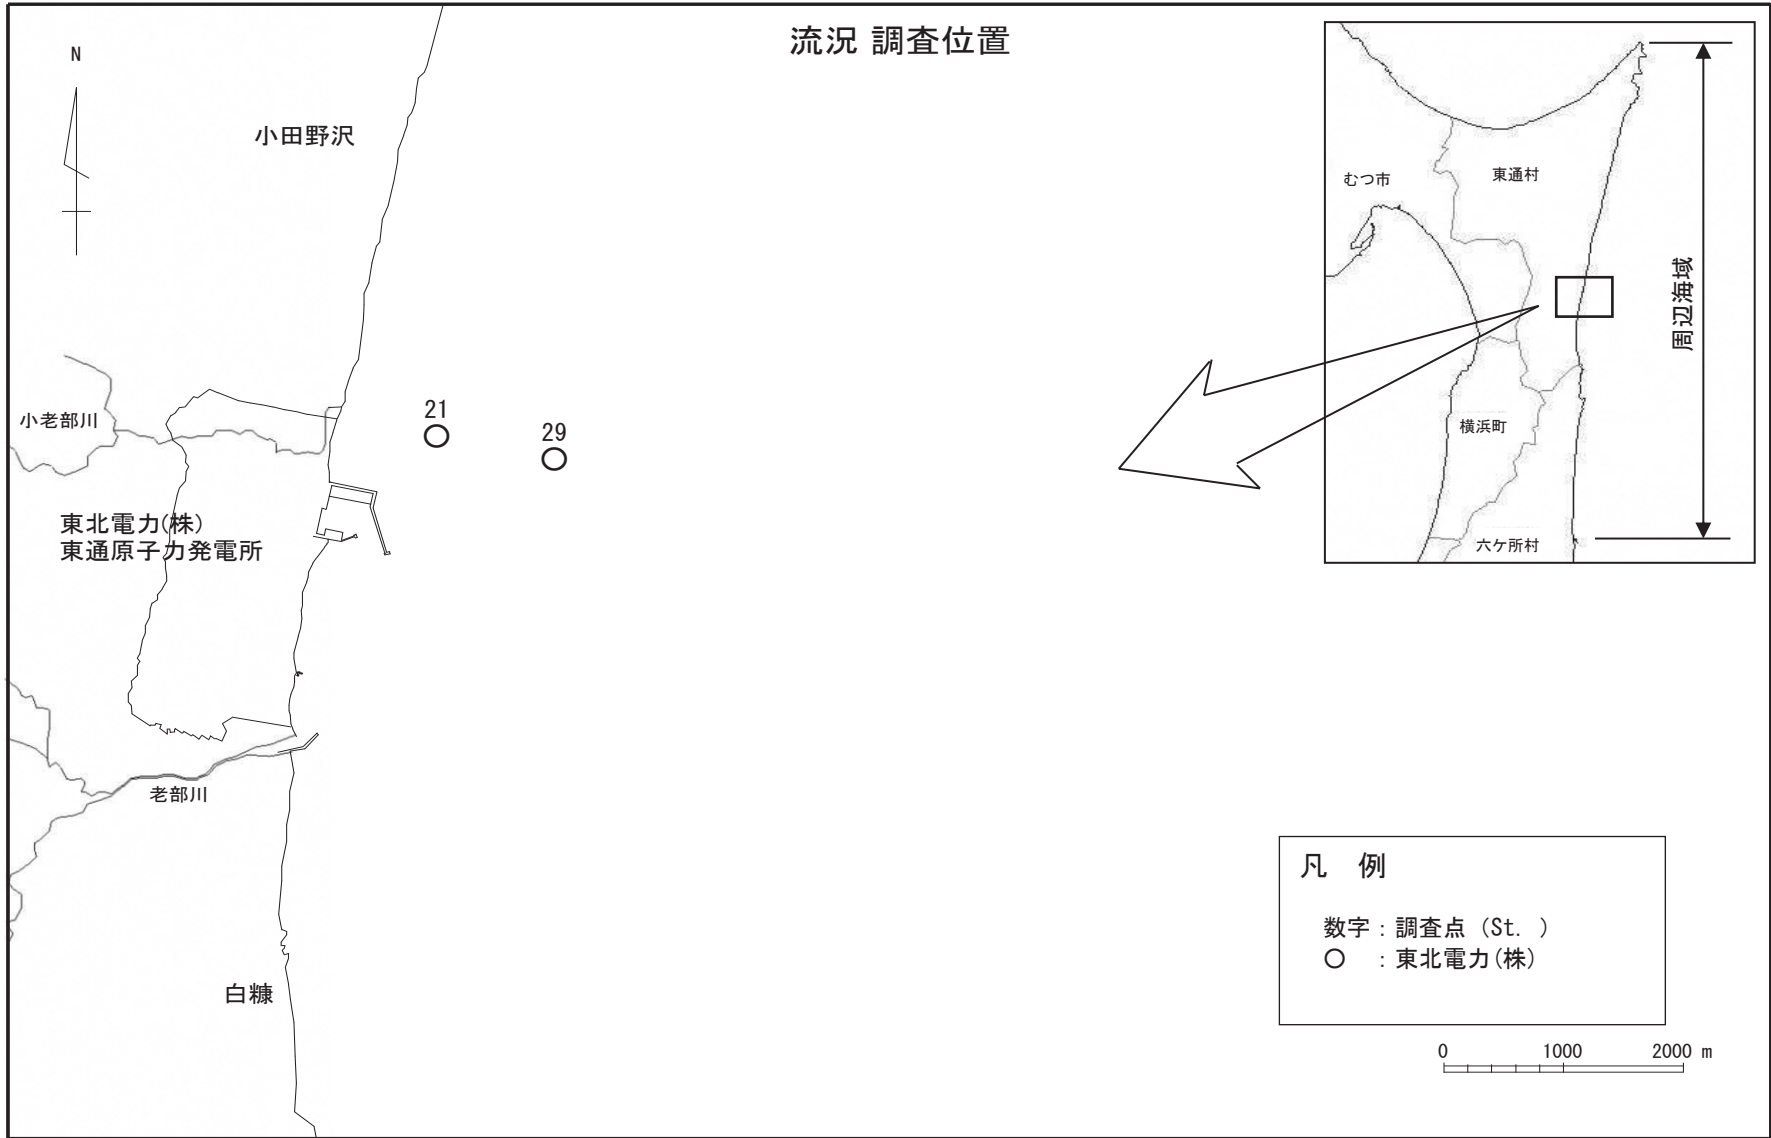 流況 調査位置
N
小田野沢
小老部川
21
29
東北電力(株)
東通原子力発電所
老部川
白糠
むつ市
東通村
横浜町
六ケ所村
周辺海域
凡 例
数字：調査点（St. ）
○ ：東北電力(株)
0 1000 2000 m